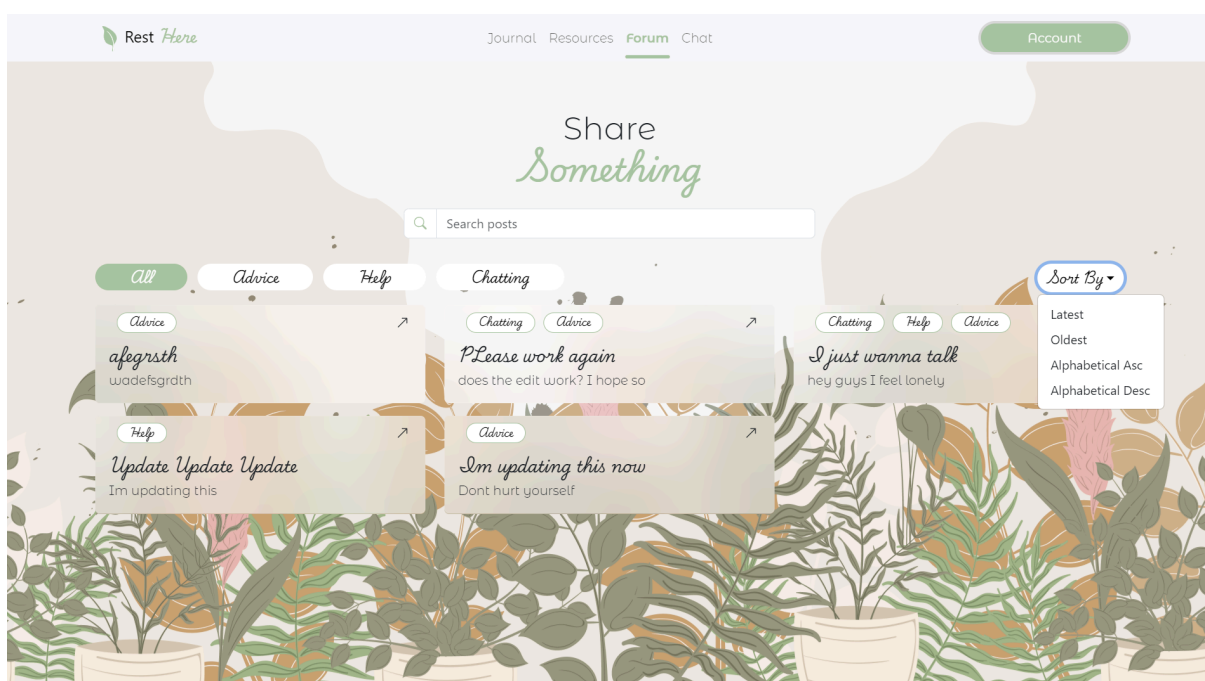 Rest Here
Journal Resources Forum Chat
Account
Share
Something
Search posts
All Advice Help Chatting
Sort By
Latest
Oldest
Alphabetical Asc
Alphabetical Desc
Advice
afegrsth
wadefsgrdth
Chatting Advice
PLease work again
does the edit work? I hope so
Chatting Help Advice
I just wanna talk
hey guys I feel lonely
Help
Update Update Update
Im updating this
Advice
Im updating this now
Dont hurt yourself